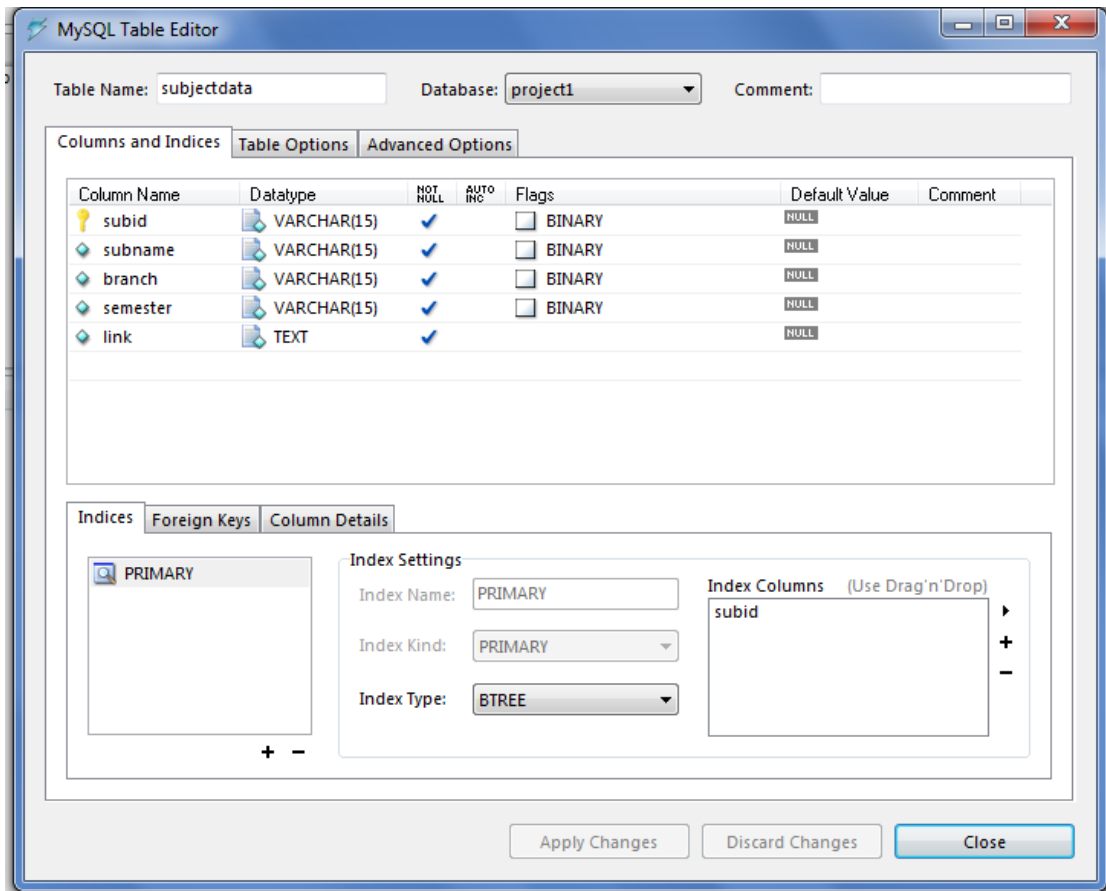 MySQL Table Editor
Table Name: subjectdata Database: project1 Comment:
Columns and Indices Table Options Advanced Options
Column Name Datatype NOT NULL AUTO INC Flags Default Value Comment
subid VARCHAR(15) BINARY NULL
subname VARCHAR(15) BINARY NULL
branch VARCHAR(15) BINARY NULL
semester VARCHAR(15) BINARY NULL
link TEXT NULL
Indices Foreign Keys Column Details
PRIMARY
Index Settings
Index Name: PRIMARY
Index Kind: PRIMARY
Index Type: BTREE
Index Columns (Use Drag'n'Drop)
subid
Apply Changes Discard Changes Close